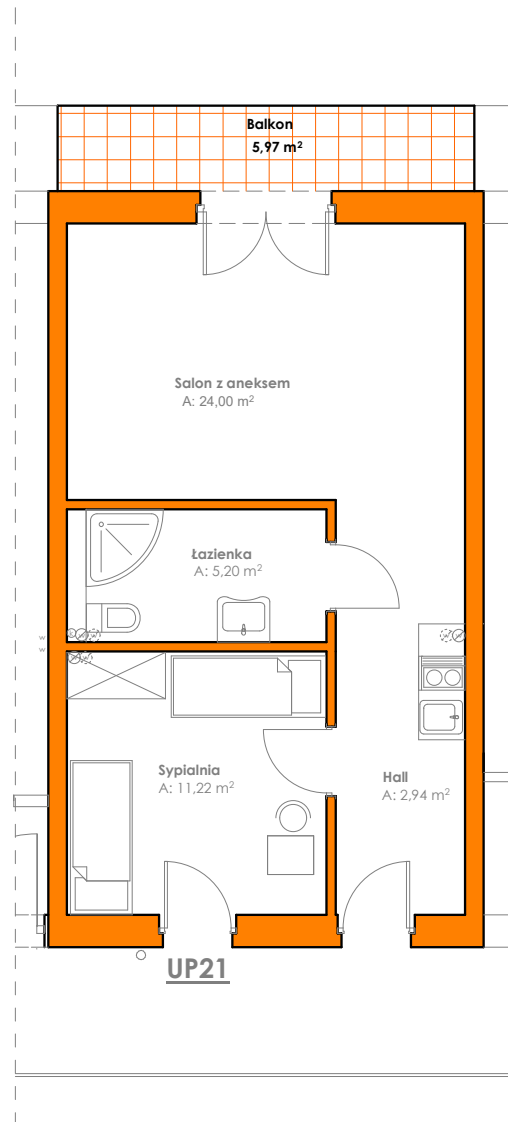 Balkon
5,97 m²
Salon z aneksem
A: 24,00 m²
Łazienka
A: 5,20 m²
w w w
w
w
w w
Sypialnia
A: 11,22 m²
Hall
A: 2,94 m²
UP21